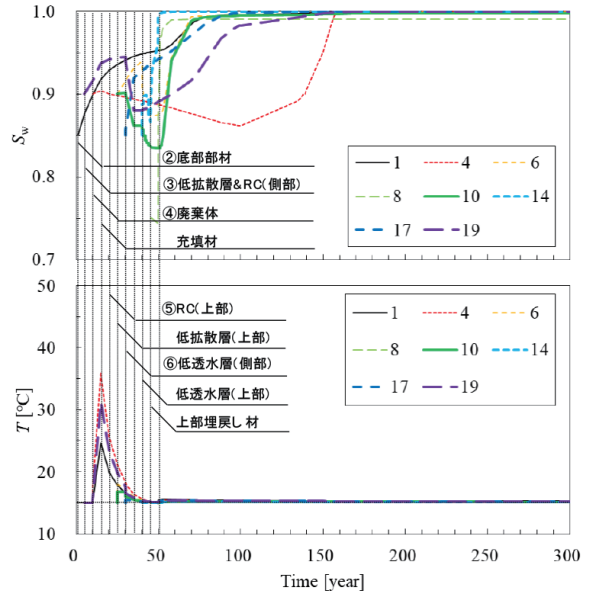 1.0
0.9
0.8
0.7
Sw
②底部部材
③低拡散層&RC(側部)
④廃棄体
充填材
1 4 6
8 10 14
17 19
50
40
30
20
10
T [℃]
⑤RC(上部)
低拡散層(上部)
⑥低透水層(側部)
低透水層(上部)
上部埋戻し材
1 4 6
8 10 14
17 19
0 50 100 150 200 250 300
Time [year]